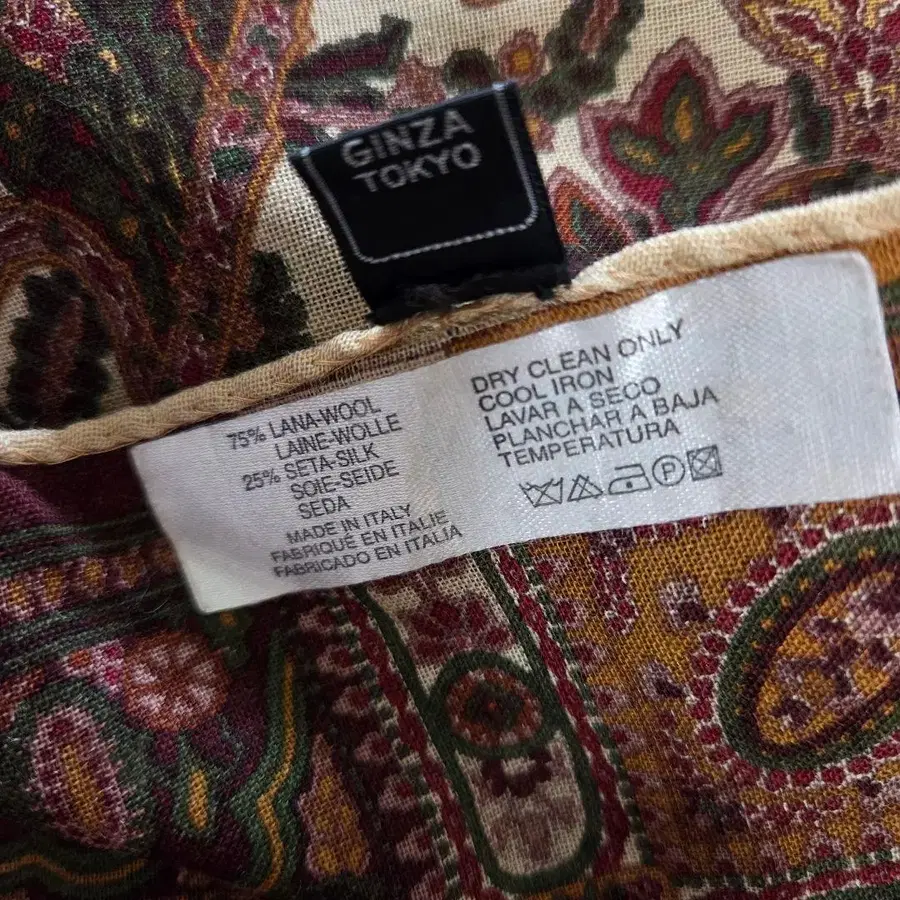 GINZA
TOKYO
75% LANA-WOOL
LAINE-WOLLE
25% SETA-SILK
SOIE-SEIDE
SEDA
MADE IN ITALY
FABRIQUÉ EN ITALIE
FABRICADO EN ITALIA
DRY CLEAN ONLY
COOL IRON
LAVAR A SECO
PLANCHAR A BAJA
TEMPERATURA
P